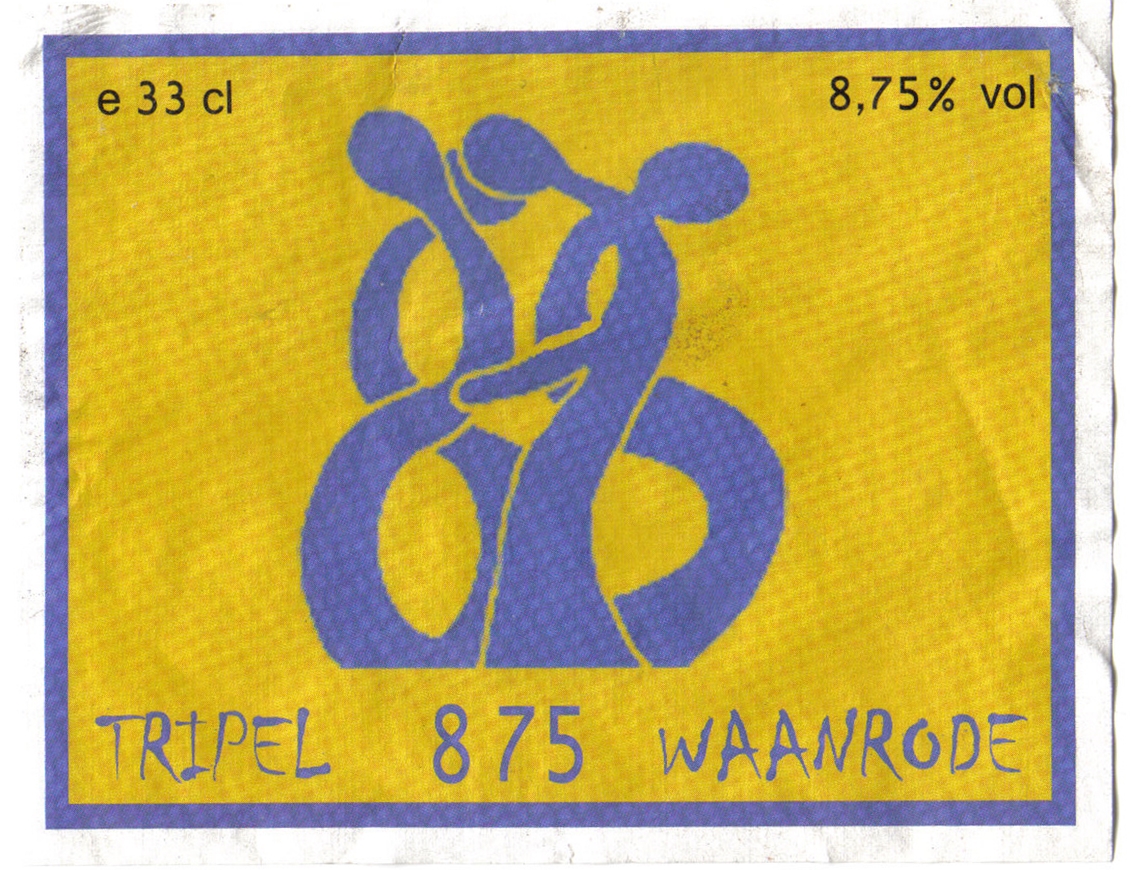 e 33 cl 8,75% vol
TRIPEL 875 WAANRODE